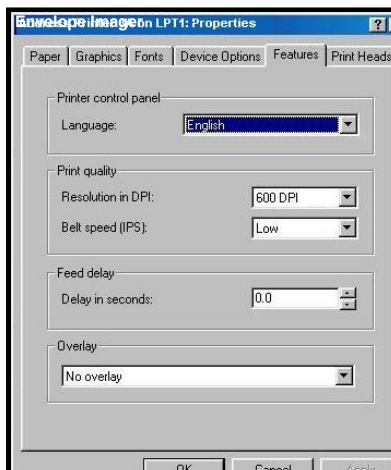 Envelope Imager on LPT1: Properties
Paper Graphics Fonts Device Options Features Print Heads
Printer control panel
Language: English
Print quality
Resolution in DPI: 600 DPI
Belt speed (IPS): Low
Feed delay
Delay in seconds: 0.0
Overlay
No overlay
OK Cancel Apply